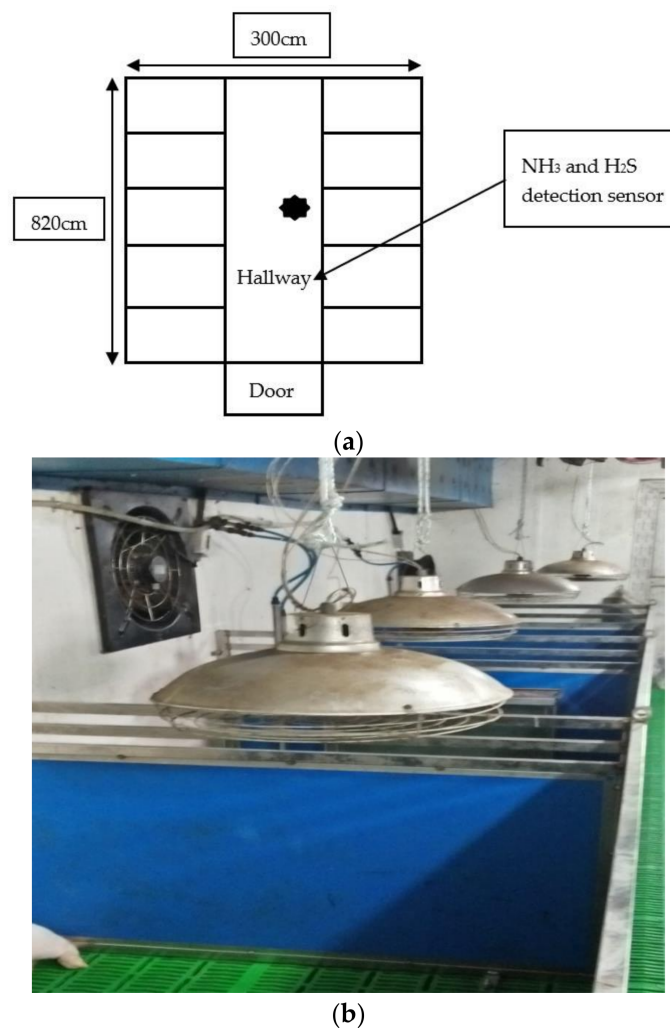 300cm
NH₃ and H₂S
detection sensor
820cm
Hallway
Door
(a)
(b)